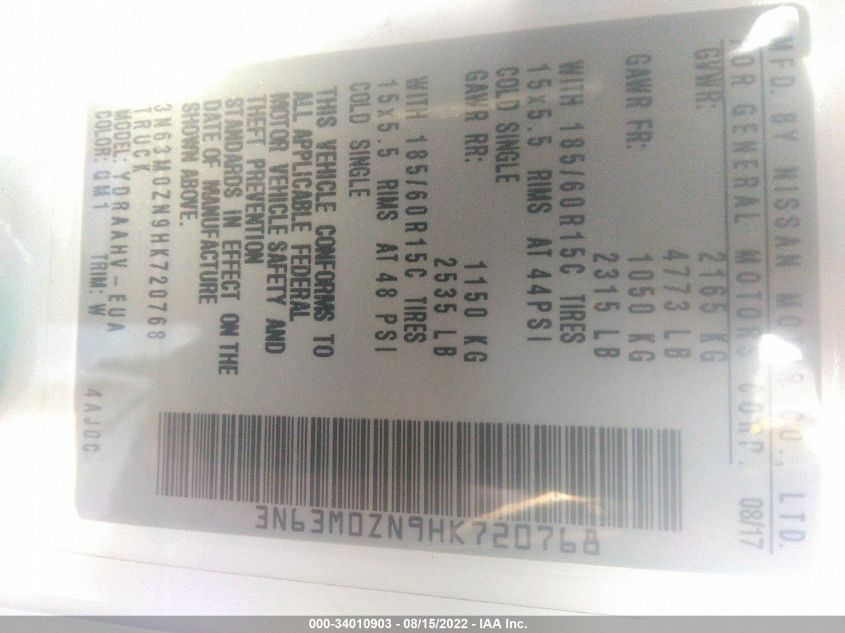 MFD. BY NISSAN MOTOR CO., LTD.
FOR GENERAL MOTORS CORP. 08/17
GVWR: 2165 KG
4773 LB
GAWR FR: 1050 KG
2315 LB
WITH 185/60R15C TIRES
15x5.5 RIMS AT 44PSI
COLD SINGLE
GAWR RR: 1150 KG
2535 LB
WITH 185/60R15C TIRES
15x5.5 RIMS AT 48 PSI
COLD SINGLE
THIS VEHICLE CONFORMS TO
ALL APPLICABLE FEDERAL
MOTOR VEHICLE SAFETY AND
THEFT PREVENTION
STANDARDS IN EFFECT ON THE
DATE OF MANUFACTURE
SHOWN ABOVE.
3N63M0ZN9HK720768
TRUCK
MODEL: YDRAAHV-EUA
COLOR: GM1 TRIM: W 4AJ0C
3N63M0ZN9HK720768
000-34010903 - 08/15/2022 - IAA Inc.